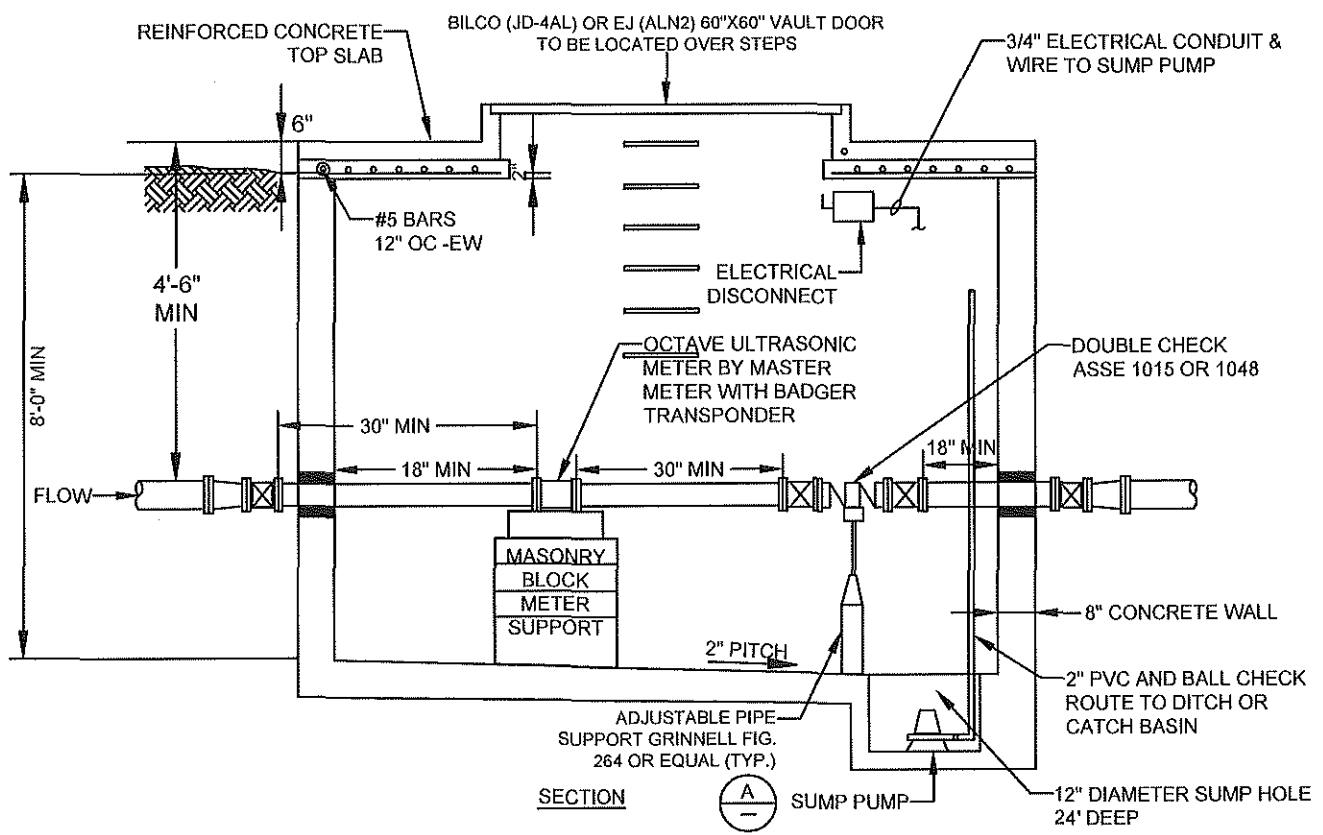 BILCO (JD-4AL) OR EJ (ALN2) 60"X60" VAULT DOOR
TO BE LOCATED OVER STEPS
REINFORCED CONCRETE
TOP SLAB
3/4" ELECTRICAL CONDUIT &
WIRE TO SUMP PUMP
6"
2"
#5 BARS
12" OC -EW
4'-6"
MIN
8'-0" MIN
ELECTRICAL
DISCONNECT
OCTAVE ULTRASONIC
METER BY MASTER
METER WITH BADGER
TRANSPONDER
DOUBLE CHECK
ASSE 1015 OR 1048
30" MIN
18" MIN
30" MIN
18" MIN
FLOW
MASONRY
BLOCK
METER
SUPPORT
8" CONCRETE WALL
2" PITCH
2" PVC AND BALL CHECK
ROUTE TO DITCH OR
CATCH BASIN
ADJUSTABLE PIPE
SUPPORT GRINNELL FIG.
264 OR EQUAL (TYP.)
SECTION
A
–
SUMP PUMP
12" DIAMETER SUMP HOLE
24' DEEP